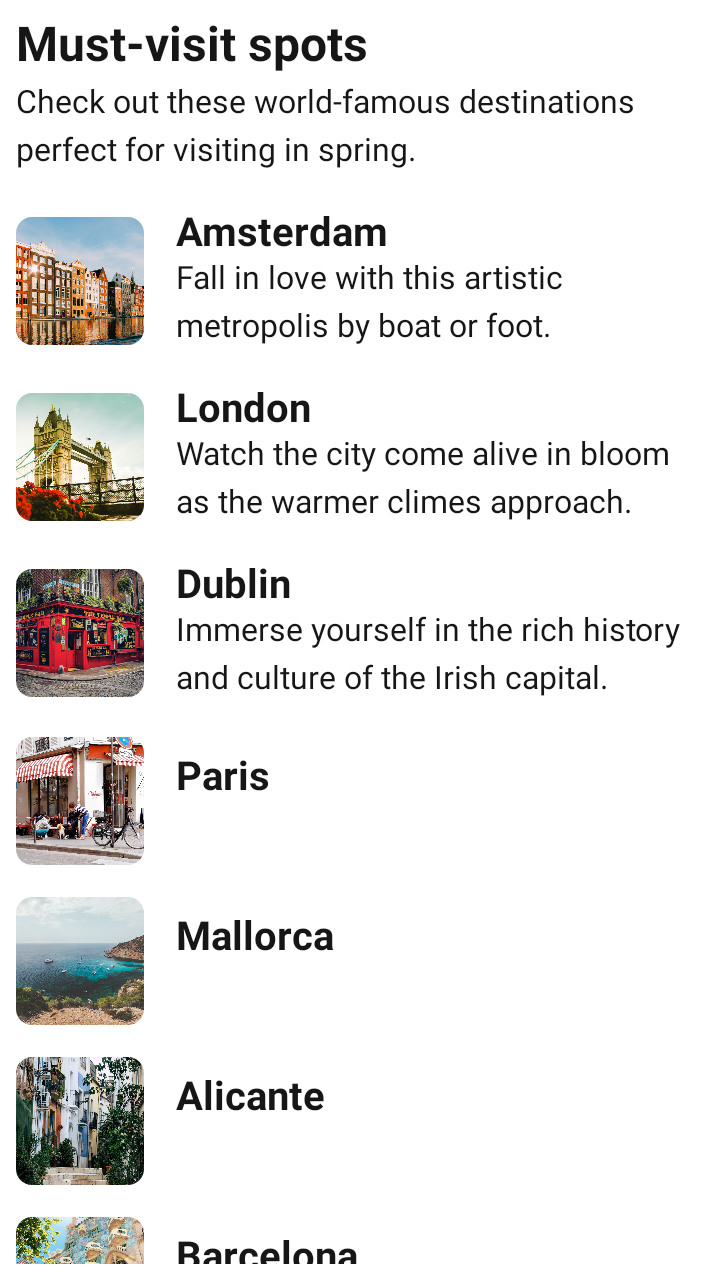 Must-visit spots
Check out these world-famous destinations
perfect for visiting in spring.
Amsterdam
Fall in love with this artistic
metropolis by boat or foot.
London
Watch the city come alive in bloom
as the warmer climes approach.
Dublin
Immerse yourself in the rich history
and culture of the Irish capital.
Paris
Mallorca
Alicante
Barcelona